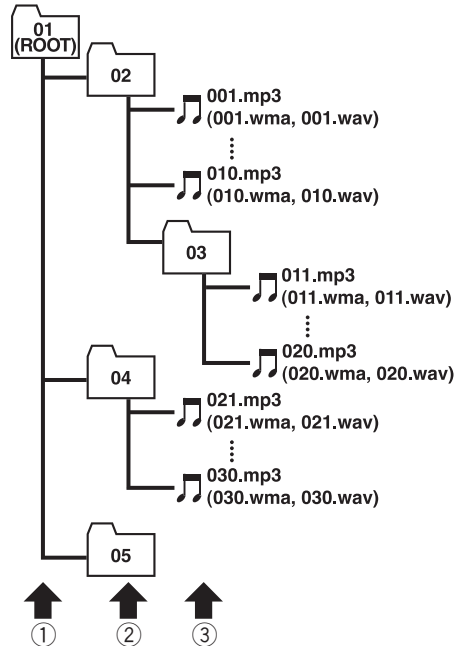 01
(ROOT)
02
001.mp3
(001.wma, 001.wav)
010.mp3
(010.wma, 010.wav)
03
011.mp3
(011.wma, 011.wav)
020.mp3
(020.wma, 020.wav)
04
021.mp3
(021.wma, 021.wav)
030.mp3
(030.wma, 030.wav)
05
① ② ③